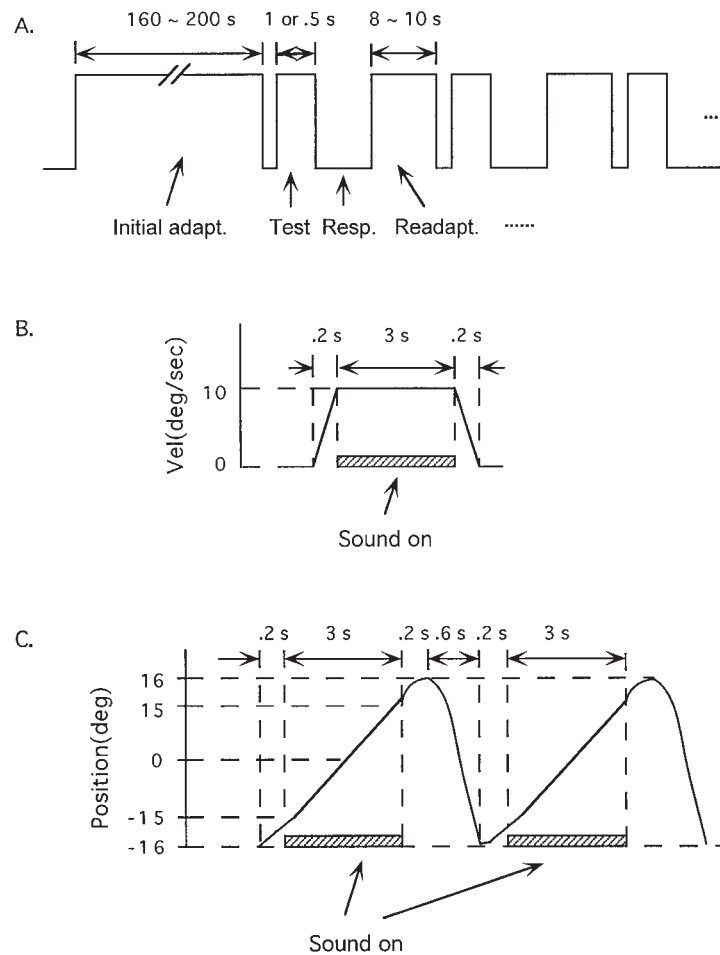 A.
160 ~ 200 s 1 or .5 s 8 ~ 10 s
...
Initial adapt. Test Resp. Readapt. ......
B.
.2 s 3 s .2 s
Vel(deg/sec)
10
0
Sound on
C.
.2 s 3 s .2 s .6 s .2 s 3 s
Position(deg)
16
15
0
-15
-16
Sound on